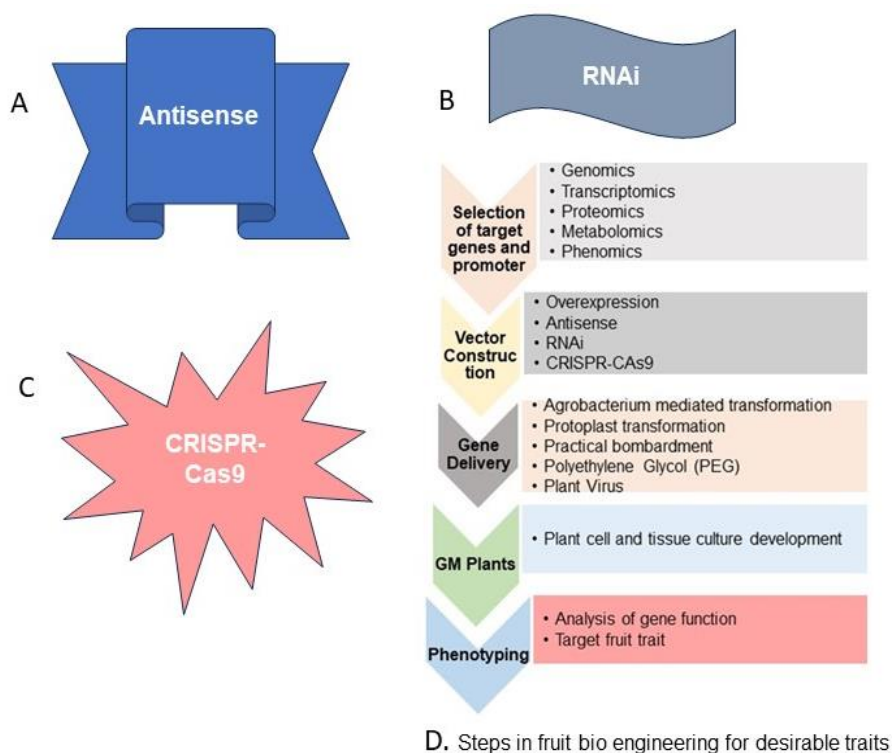 A
Antisense
B
RNAi
C
CRISPR-
Cas9
Selection
of target
genes and
promoter
• Genomics
• Transcriptomics
• Proteomics
• Metabolomics
• Phenomics
Vector
Construc
tion
• Overexpression
• Antisense
• RNAi
• CRISPR-CAs9
Gene
Delivery
• Agrobacterium mediated transformation
• Protoplast transformation
• Practical bombardment
• Polyethylene Glycol (PEG)
• Plant Virus
GM Plants
• Plant cell and tissue culture development
Phenotyping
• Analysis of gene function
• Target fruit trait
D. Steps in fruit bio engineering for desirable traits